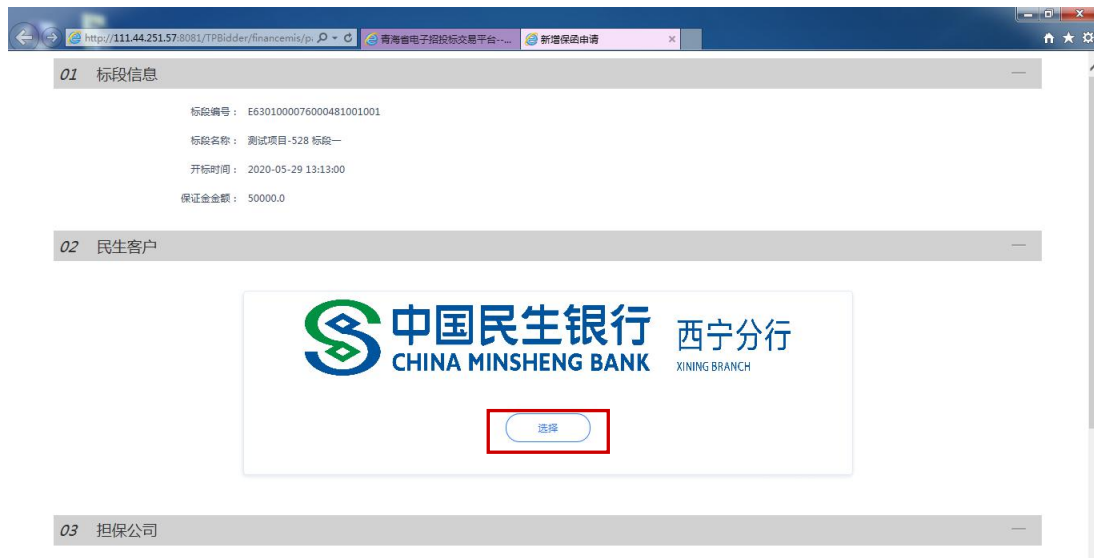 http://111.44.251.57:8081/TPBidder/financemis/p
青海省电子招投标交易平台--...
新增保函申请
01 标段信息
标段编号： E6301000076000481001001
标段名称： 测试项目-528 标段一
开标时间： 2020-05-29 13:13:00
保证金金额： 50000.0
02 民生客户
中国民生银行 西宁分行
CHINA MINSHENG BANK XINING BRANCH
选择
03 担保公司